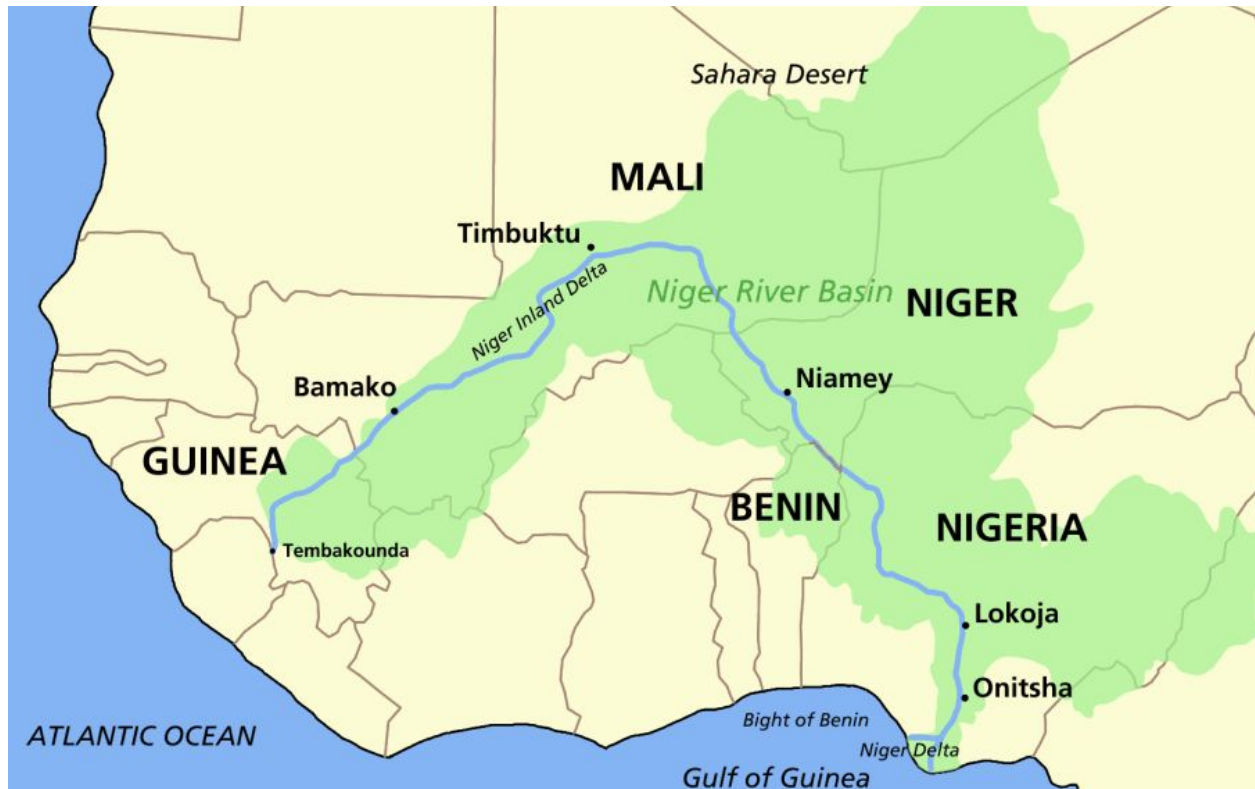 Sahara Desert
MALI
Timbuktu
Niger Inland Delta
Niger River Basin
NIGER
Bamako
Niamey
GUINEA
BENIN
NIGERIA
Tembakounda
Lokoja
Onitsha
Bight of Benin
ATLANTIC OCEAN
Niger Delta
Gulf of Guinea